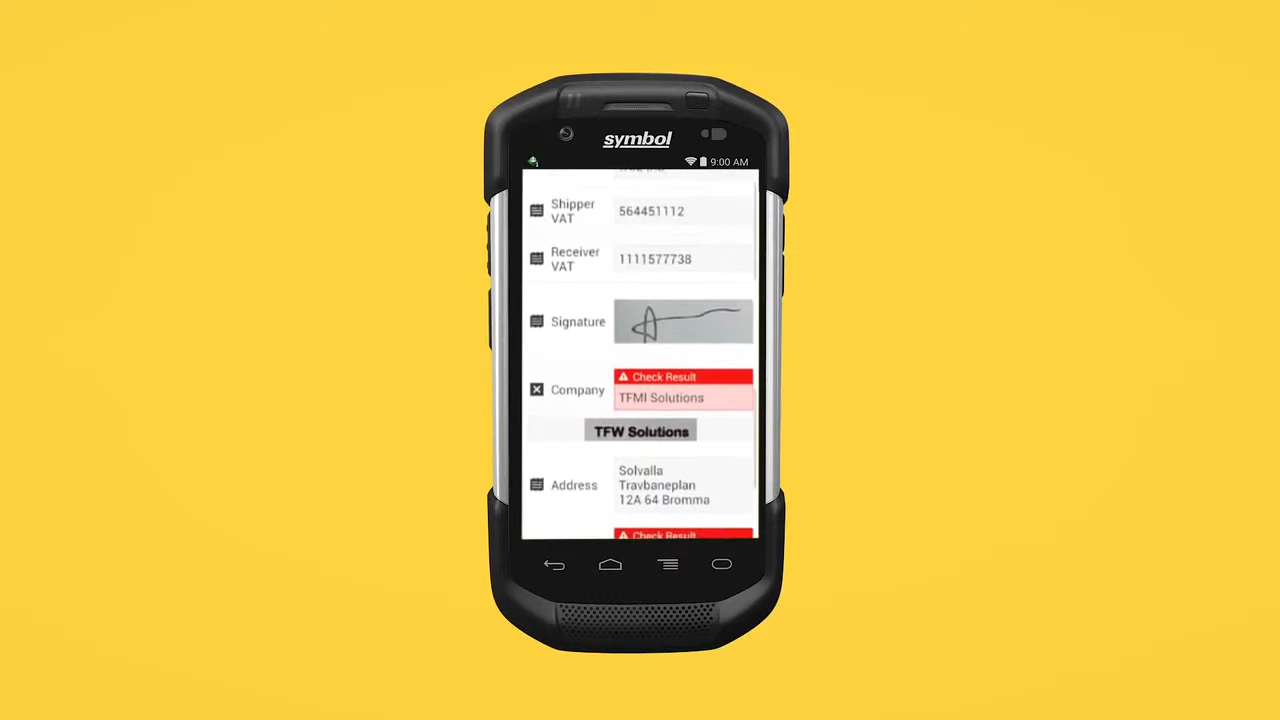 symbol
9:00 AM
Shipper
VAT
564451112
Receiver
VAT
1111577738
Signature
Company
Check Result
TFMI Solutions
TFW Solutions
Address
Solvalla
Travbaneplan
12A 64 Bromma
Check Result